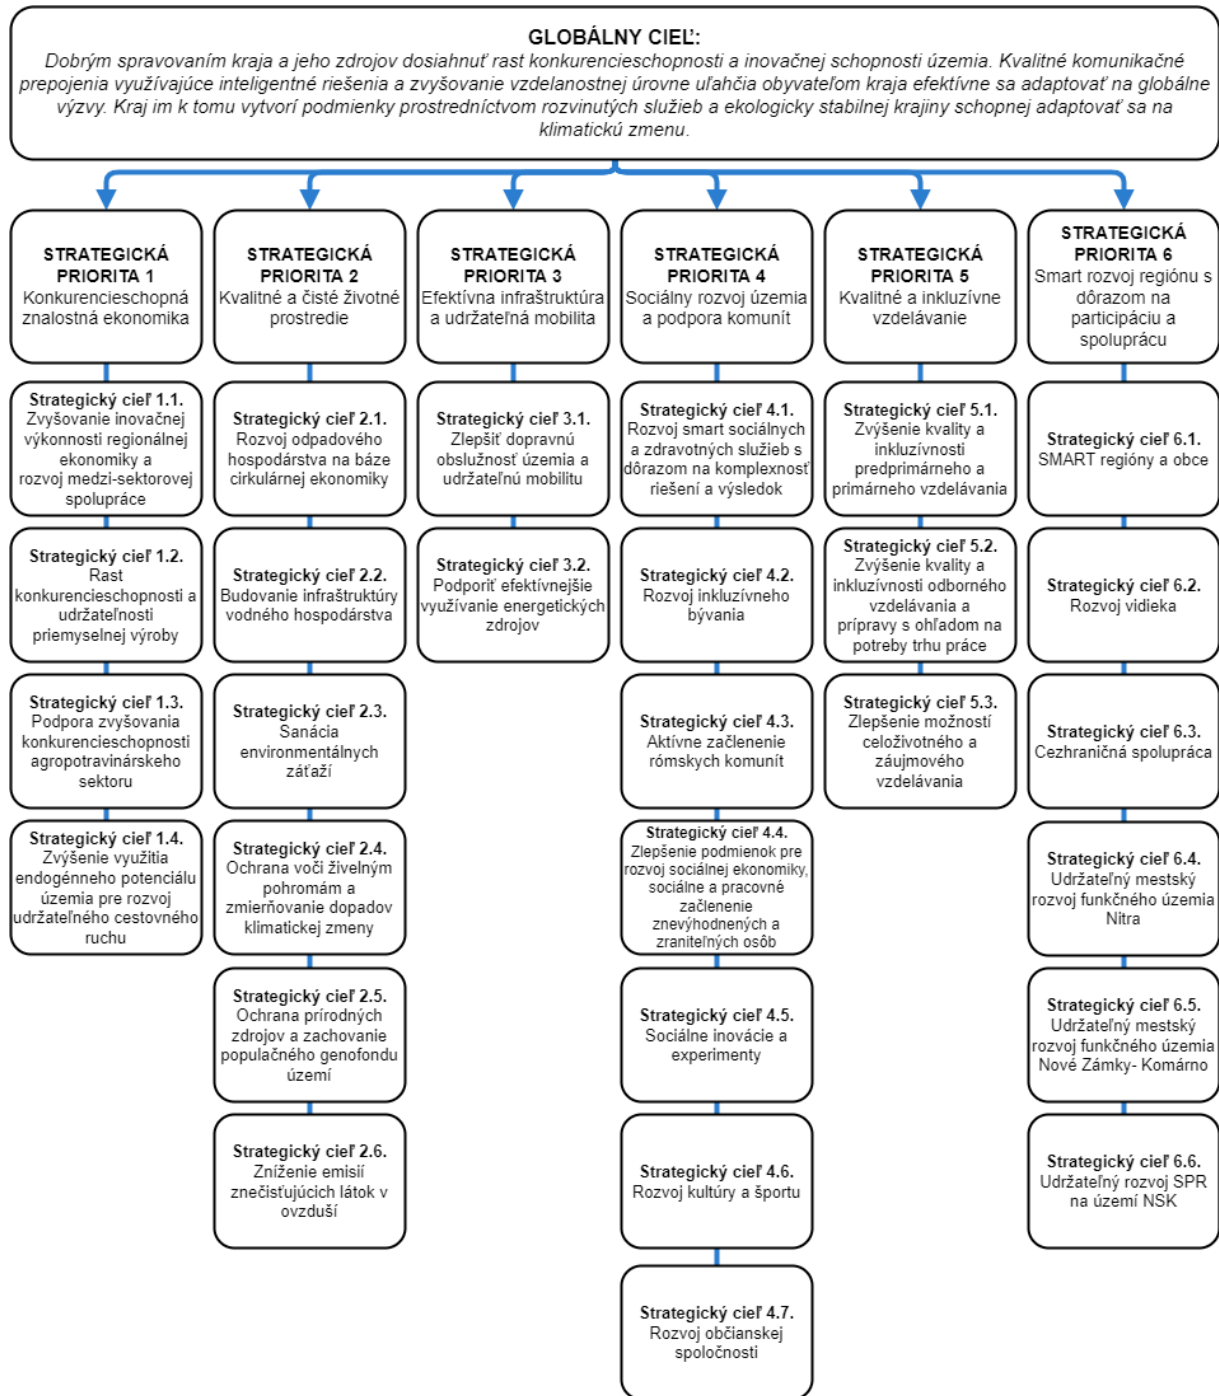 GLOBÁLNY CIEĽ:
Dobrým spravovaním kraja a jeho zdrojov dosiahnuť rast konkurencieschopnosti a inovačnej schopnosti územia. Kvalitné komunikačné
prepojenia využívajúce inteligentné riešenia a zvyšovanie vzdelanostnej úrovne uľahčia obyvateľom kraja efektívne sa adaptovať na globálne
výzvy. Kraj im k tomu vytvorí podmienky prostredníctvom rozvinutých služieb a ekologicky stabilnej krajiny schopnej adaptovať sa na
klimatickú zmenu.
STRATEGICKÁ
PRIORITA 1
Konkurencieschopná
znalostná ekonomika
Strategický cieľ 1.1.
Zvyšovanie inovačnej
výkonnosti regionálnej
ekonomiky a
rozvoj medzi-sektorovej
spolupráce
Strategický cieľ 1.2.
Rast
konkurencieschopnosti a
udržateľnosti
priemyselnej výroby
Strategický cieľ 1.3.
Podpora zvyšovania
konkurencieschopnosti
agropotravinárskeho
sektoru
Strategický cieľ 1.4.
Zvýšenie využitia
endogénneho potenciálu
územia pre rozvoj
udržateľného cestovného
ruchu
STRATEGICKÁ
PRIORITA 2
Kvalitné a čisté životné
prostredie
Strategický cieľ 2.1.
Rozvoj odpadového
hospodárstva na báze
cirkulárnej ekonomiky
Strategický cieľ 2.2.
Budovanie infraštruktúry
vodného hospodárstva
Strategický cieľ 2.3.
Sanácia
environmentálnych
záťaží
Strategický cieľ 2.4.
Ochrana voči živelným
pohromám a
zmierňovanie dopadov
klimatickej zmeny
Strategický cieľ 2.5.
Ochrana prírodných
zdrojov a zachovanie
populačného genofondu
území
Strategický cieľ 2.6.
Zníženie emisií
znečisťujúcich látok v
ovzduší
STRATEGICKÁ
PRIORITA 3
Efektívna infraštruktúra
a udržateľná mobilita
Strategický cieľ 3.1.
Zlepšiť dopravnú
obslužnosť územia a
udržateľnú mobilitu
Strategický cieľ 3.2.
Podporiť efektívnejšie
využívanie energetických
zdrojov
STRATEGICKÁ
PRIORITA 4
Sociálny rozvoj územia
a podpora komunít
Strategický cieľ 4.1.
Rozvoj smart sociálnych
a zdravotných služieb s
dôrazom na komplexnosť
riešení a výsledok
Strategický cieľ 4.2.
Rozvoj inkluzívneho
bývania
Strategický cieľ 4.3.
Aktívne začlenenie
rómskych komunít
Strategický cieľ 4.4.
Zlepšenie podmienok pre
rozvoj sociálnej ekonomiky,
sociálne a pracovné
začlenenie
znevýhodnených a
zraniteľných osôb
Strategický cieľ 4.5.
Sociálne inovácie a
experimenty
Strategický cieľ 4.6.
Rozvoj kultúry a športu
Strategický cieľ 4.7.
Rozvoj občianskej
spoločnosti
STRATEGICKÁ
PRIORITA 5
Kvalitné a inkluzívne
vzdelávanie
Strategický cieľ 5.1.
Zvýšenie kvality a
inkluzívnosti
predprimárneho a
primárneho vzdelávania
Strategický cieľ 5.2.
Zvýšenie kvality a
inkluzívnosti odborného
vzdelávania a
prípravy s ohľadom na
potreby trhu práce
Strategický cieľ 5.3.
Zlepšenie možností
celoživotného a
záujmového
vzdelávania
STRATEGICKÁ
PRIORITA 6
Smart rozvoj regiónu s
dôrazom na
participáciu a
spoluprácu
Strategický cieľ 6.1.
SMART regióny a obce
Strategický cieľ 6.2.
Rozvoj vidieka
Strategický cieľ 6.3.
Cezhraničná spolupráca
Strategický cieľ 6.4.
Udržateľný mestský
rozvoj funkčného územia
Nitra
Strategický cieľ 6.5.
Udržateľný mestský
rozvoj funkčného územia
Nové Zámky- Komárno
Strategický cieľ 6.6.
Udržateľný rozvoj SPR
na území NSK